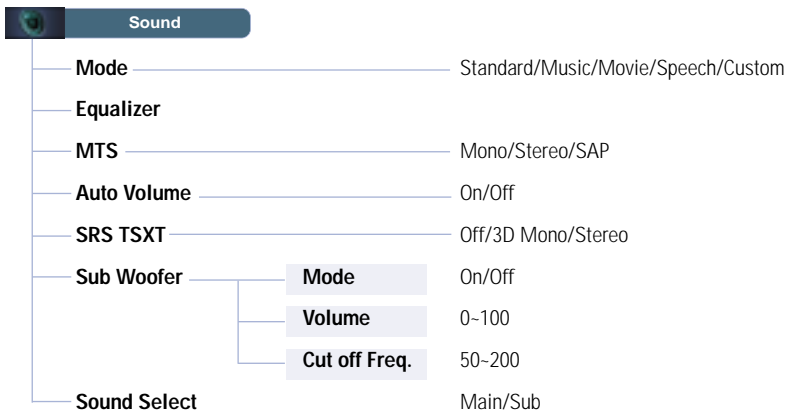 Sound
Mode Standard/Music/Movie/Speech/Custom
Equalizer
MTS Mono/Stereo/SAP
Auto Volume On/Off
SRS TSXT Off/3D Mono/Stereo
Sub Woofer Mode On/Off
Volume 0~100
Cut off Freq. 50~200
Sound Select Main/Sub